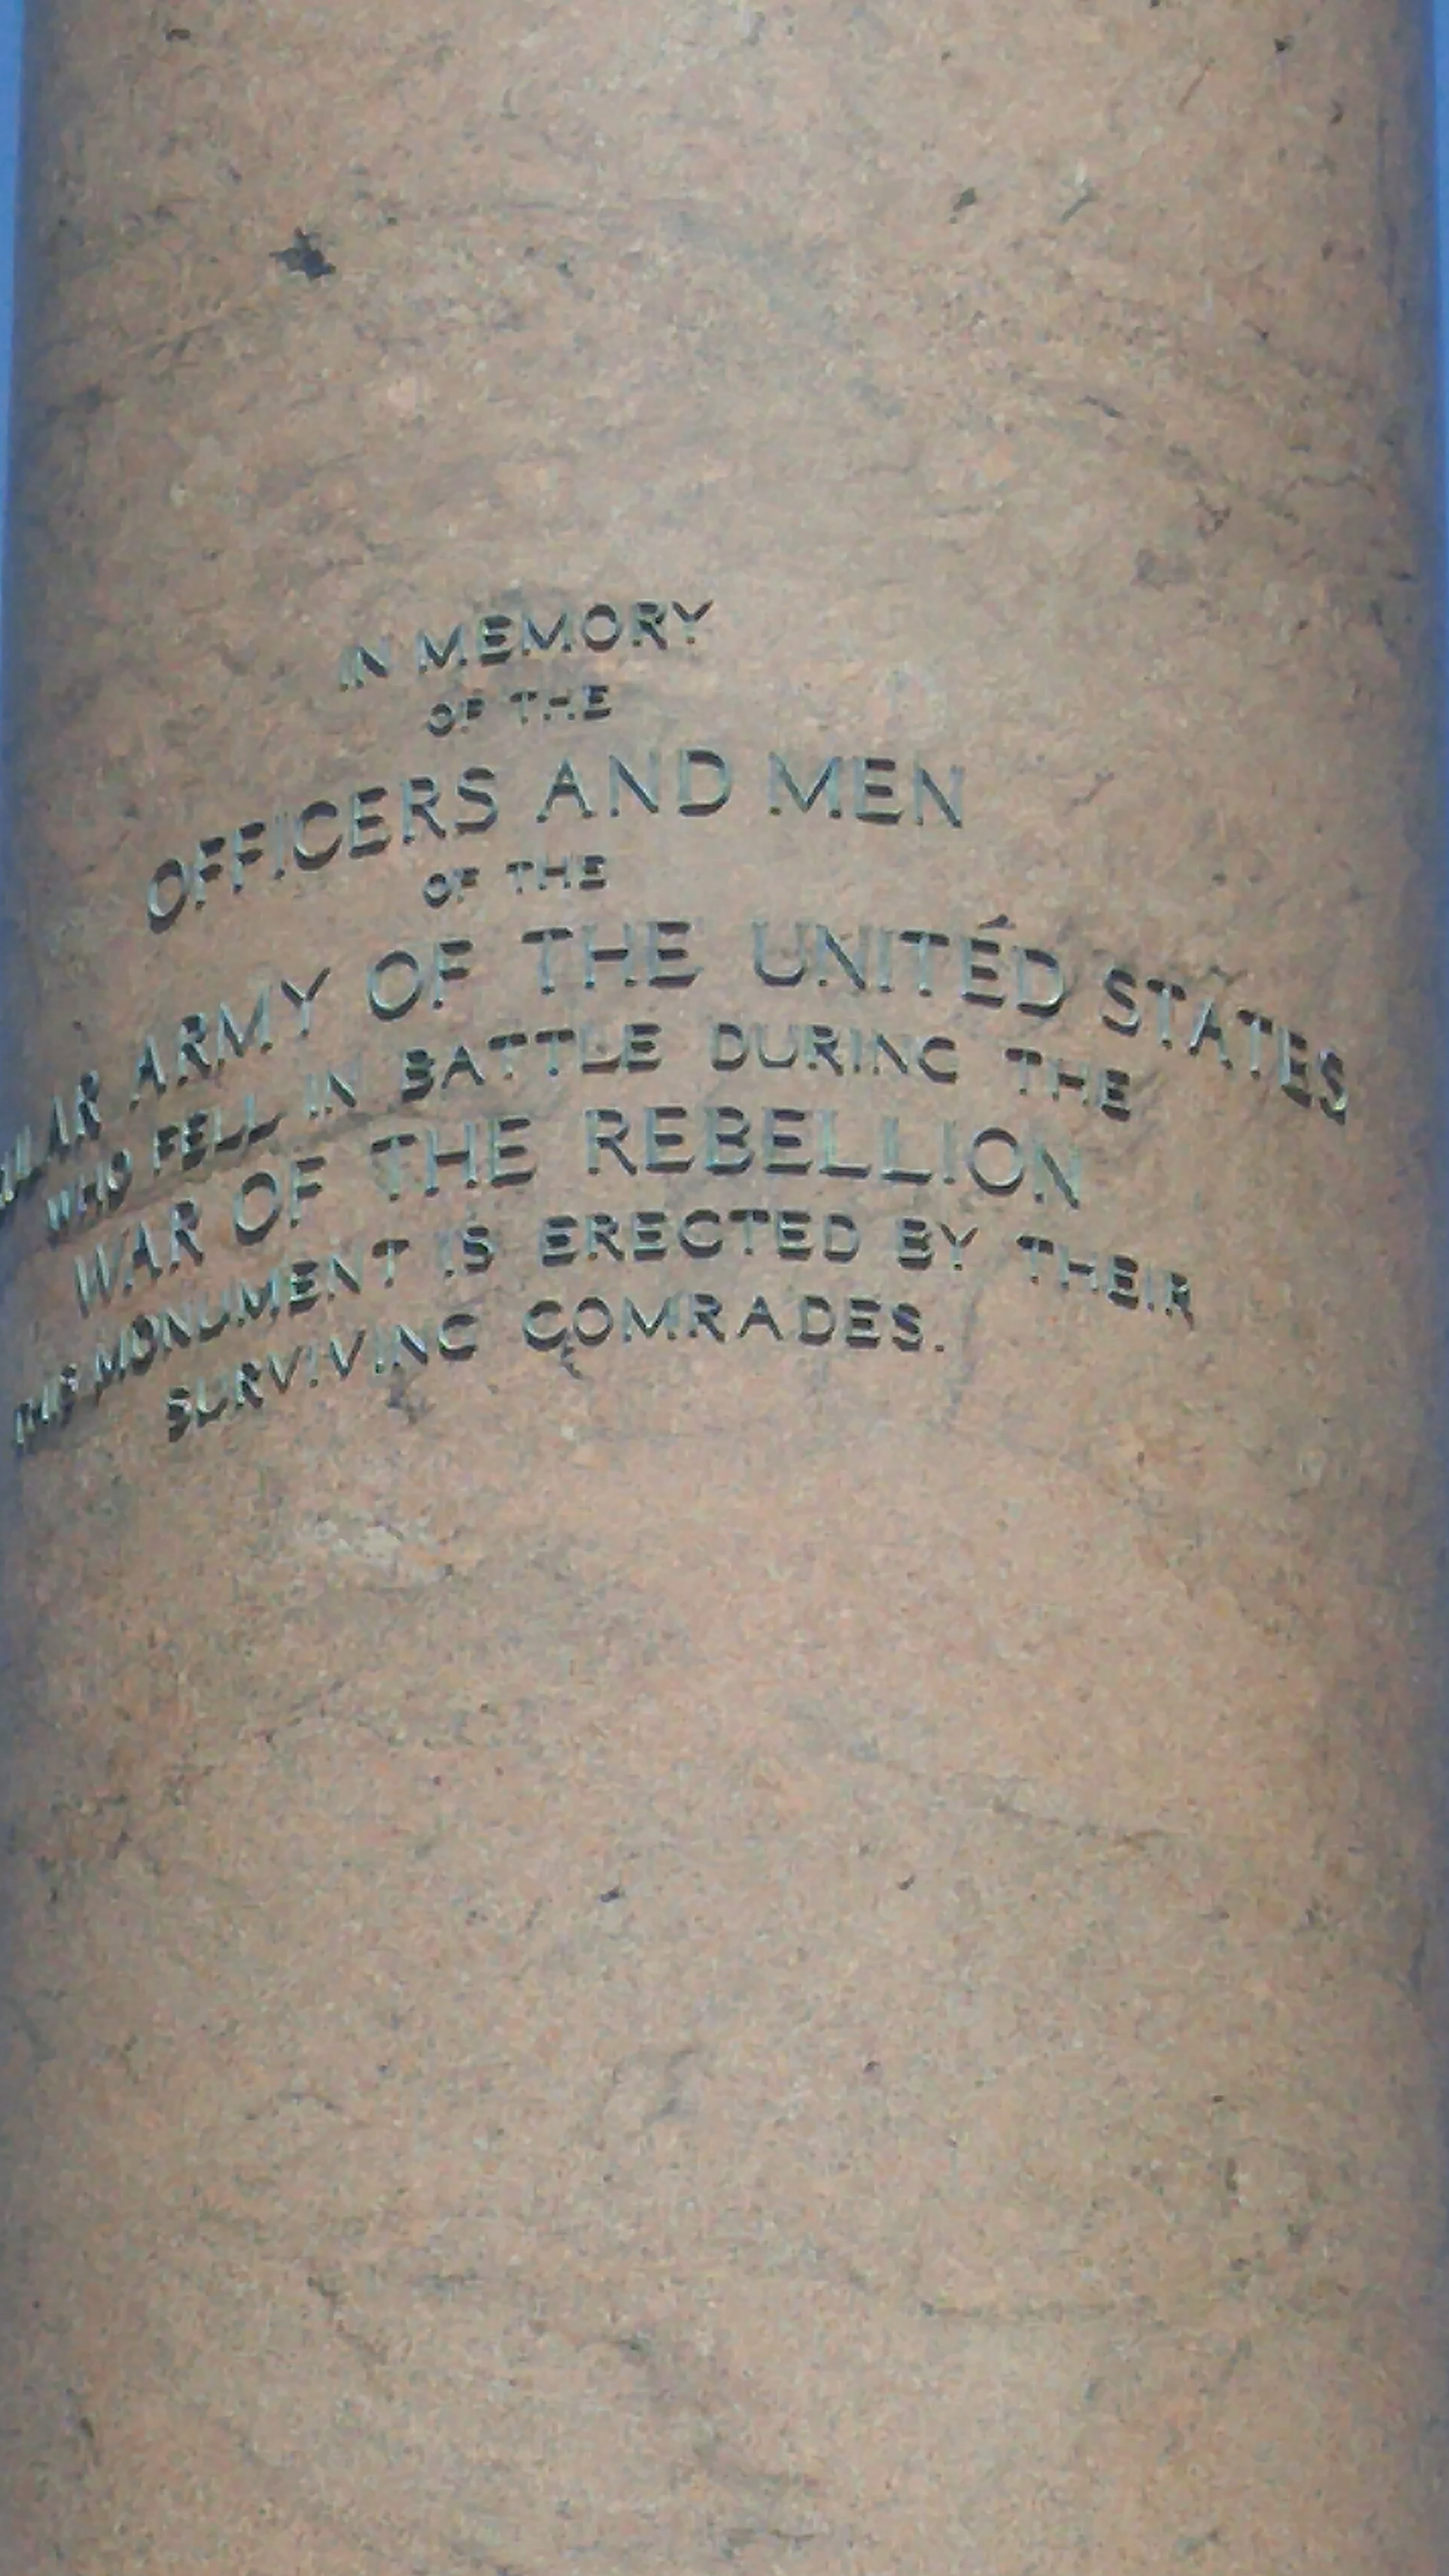 IN MEMORY
OF THE
OFFICERS AND MEN
OF THE
ULAR ARMY OF THE UNITED STATES
WHO FELL IN BATTLE DURING THE
WAR OF THE REBELLION
THIS MONUMENT IS ERECTED BY THEIR
SURVIVING COMRADES.